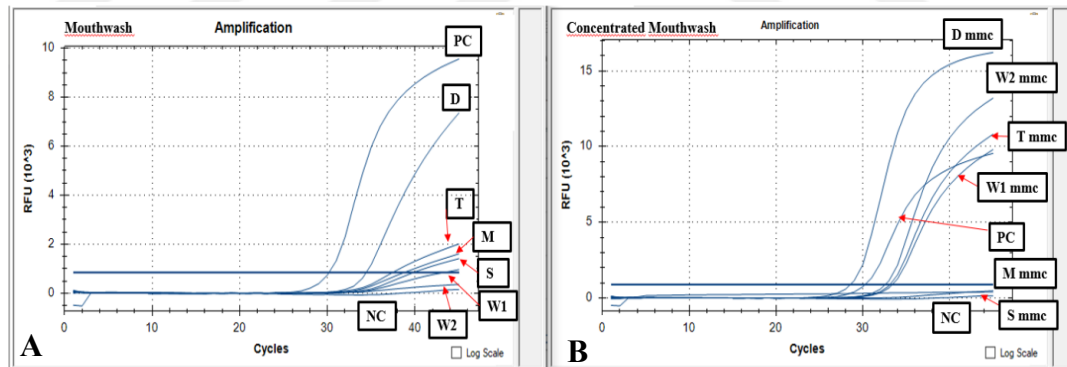 Mouthwash
Amplification
PC
D
T
M
S
W1
W2
NC
10
8
6
4
2
0
RFU (10^3)
0
10
20
30
40
Cycles
Log Scale
A
Concentrated Mouthwash
Amplification
D mmc
W2 mmc
T mmc
W1 mmc
PC
M mmc
NC
S mmc
15
10
5
0
RFU (10^3)
0
10
20
30
Cycles
Log Scale
B